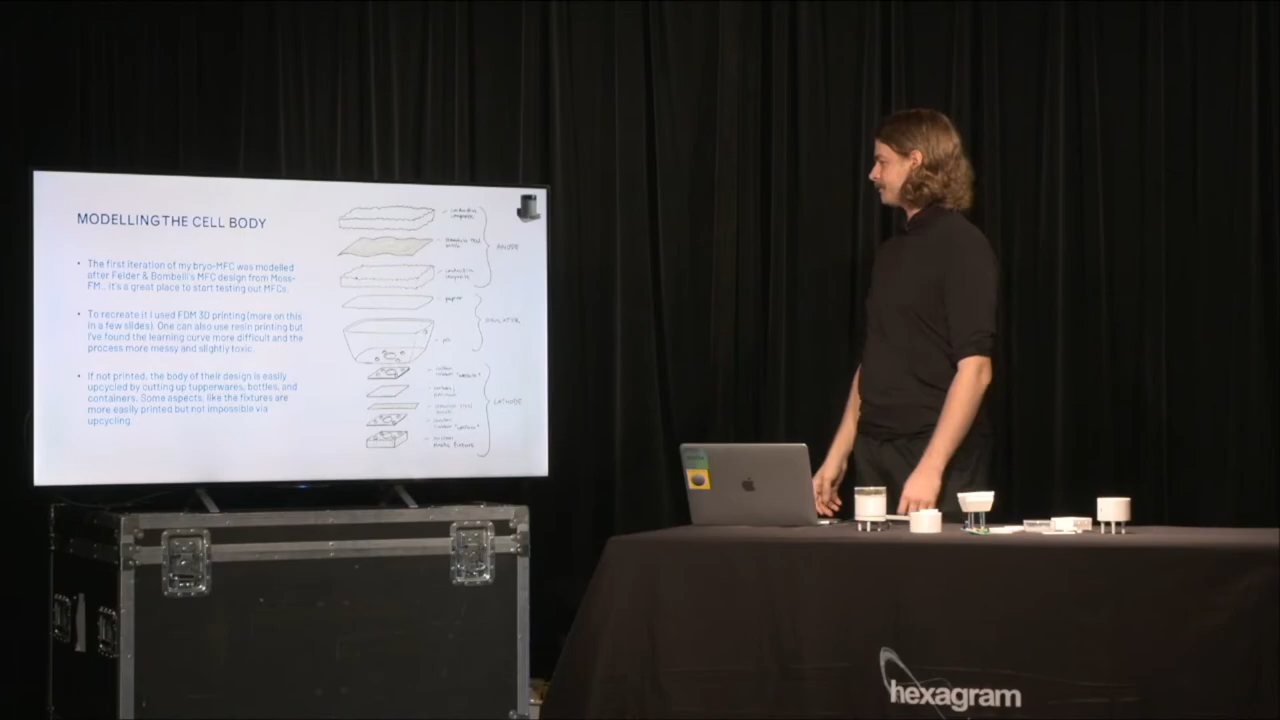 MODELLING THE CELL BODY
• The first iteration of my bryo-MFC was modelled
after Felder & Bombelli's MFC design from Moss-
FM.. It's a great place to start testing out MFCs.
• To recreate it I used FDM 3D printing (more on this
in a few slides). One can also use resin printing but
I've found the learning curve more difficult and the
process more messy and slightly toxic.
• If not printed, the body of their design is easily
upcycled by cutting up tupperwares, bottles, and
containers. Some aspects, like the fixtures are
more easily printed but not impossible via
upcycling.
conductive
composite
ANODE
conductive
composite
INSULATOR
pot
CATHODE
hexagram